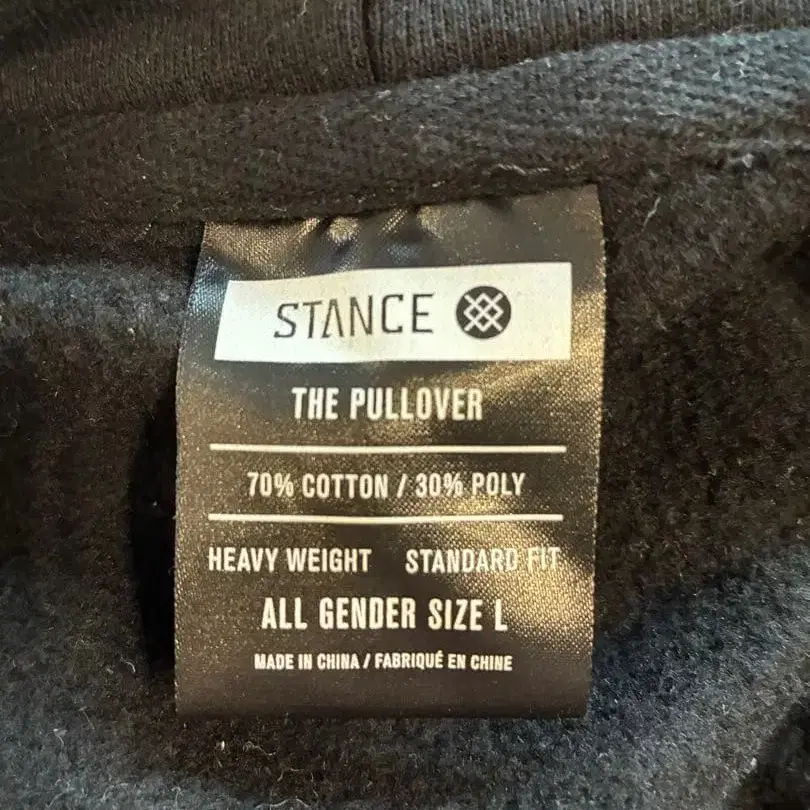 STANCE
THE PULLOVER
70% COTTON / 30% POLY
HEAVY WEIGHT STANDARD FIT
ALL GENDER SIZE L
MADE IN CHINA / FABRIQUÉ EN CHINE